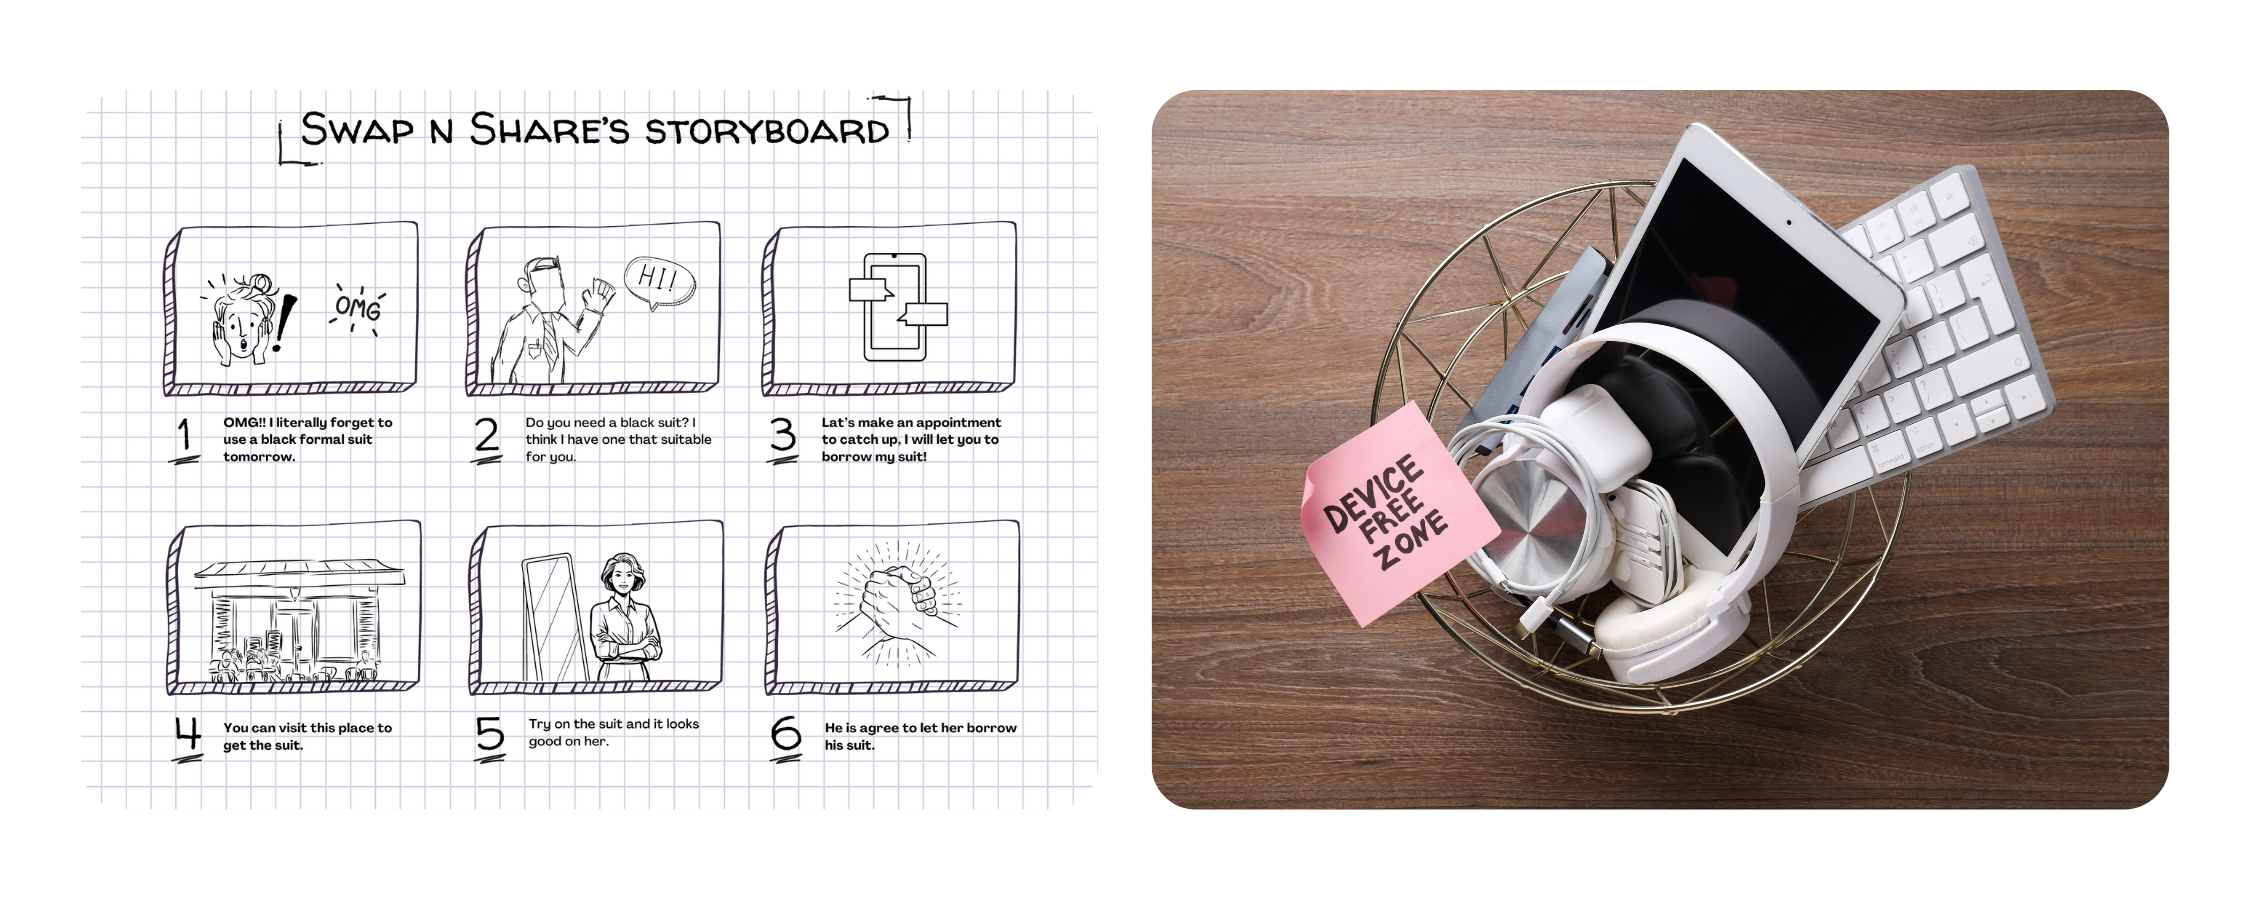 SWAP N SHARE'S STORYBOARD
OMG
HI!
1
OMG!! I literally forget to
use a black formal suit
tomorrow.
2
Do you need a black suit? I
think I have one that suitable
for you.
3
Lat's make an appointment
to catch up, I will let you to
borrow my suit!
4
You can visit this place to
get the suit.
5
Try on the suit and it looks
good on her.
6
He is agree to let her borrow
his suit.
DEVICE
FREE
ZONE
command
option